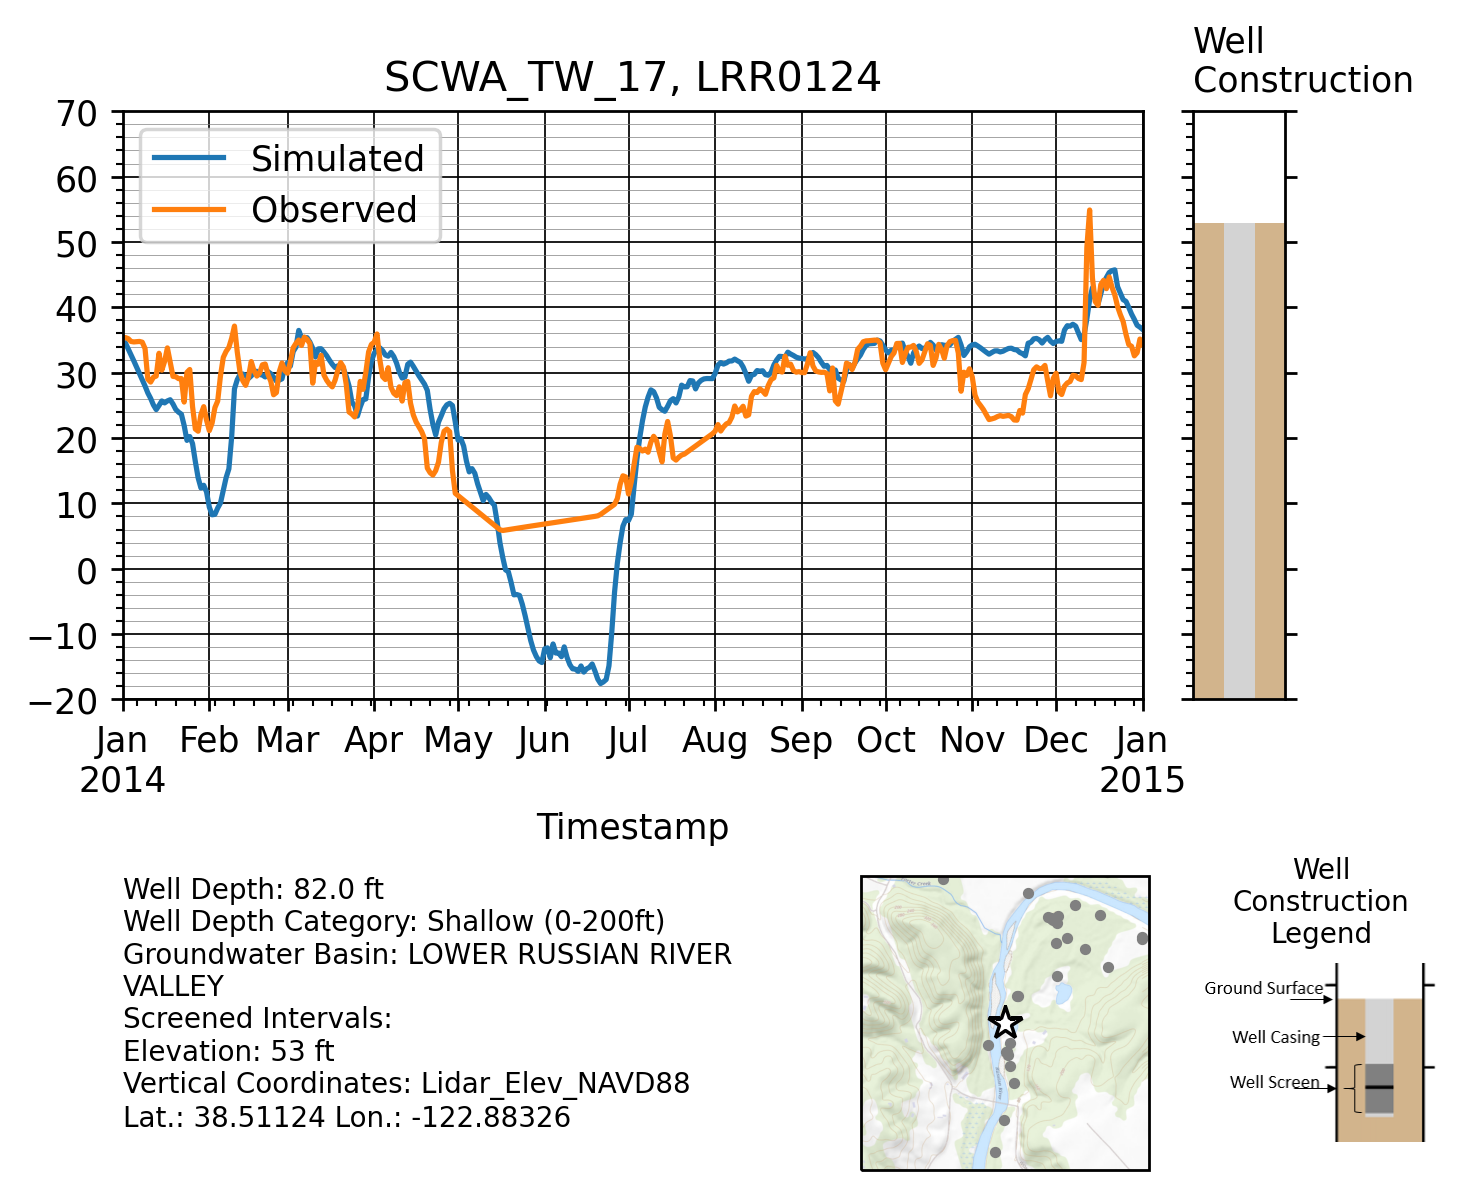 Well
Construction
SCWA_TW_17, LRR0124
70
60
50
40
30
20
10
0
−10
−20
Simulated
Observed
Jan Feb Mar Apr May Jun Jul Aug Sep Oct Nov Dec Jan
2014 2015
Timestamp
Well Depth: 82.0 ft
Well Depth Category: Shallow (0-200ft)
Groundwater Basin: LOWER RUSSIAN RIVER
VALLEY
Screened Intervals:
Elevation: 53 ft
Vertical Coordinates: Lidar_Elev_NAVD88
Lat.: 38.51124 Lon.: -122.88326
Well
Construction
Legend
Ground Surface
Well Casing
Well Screen